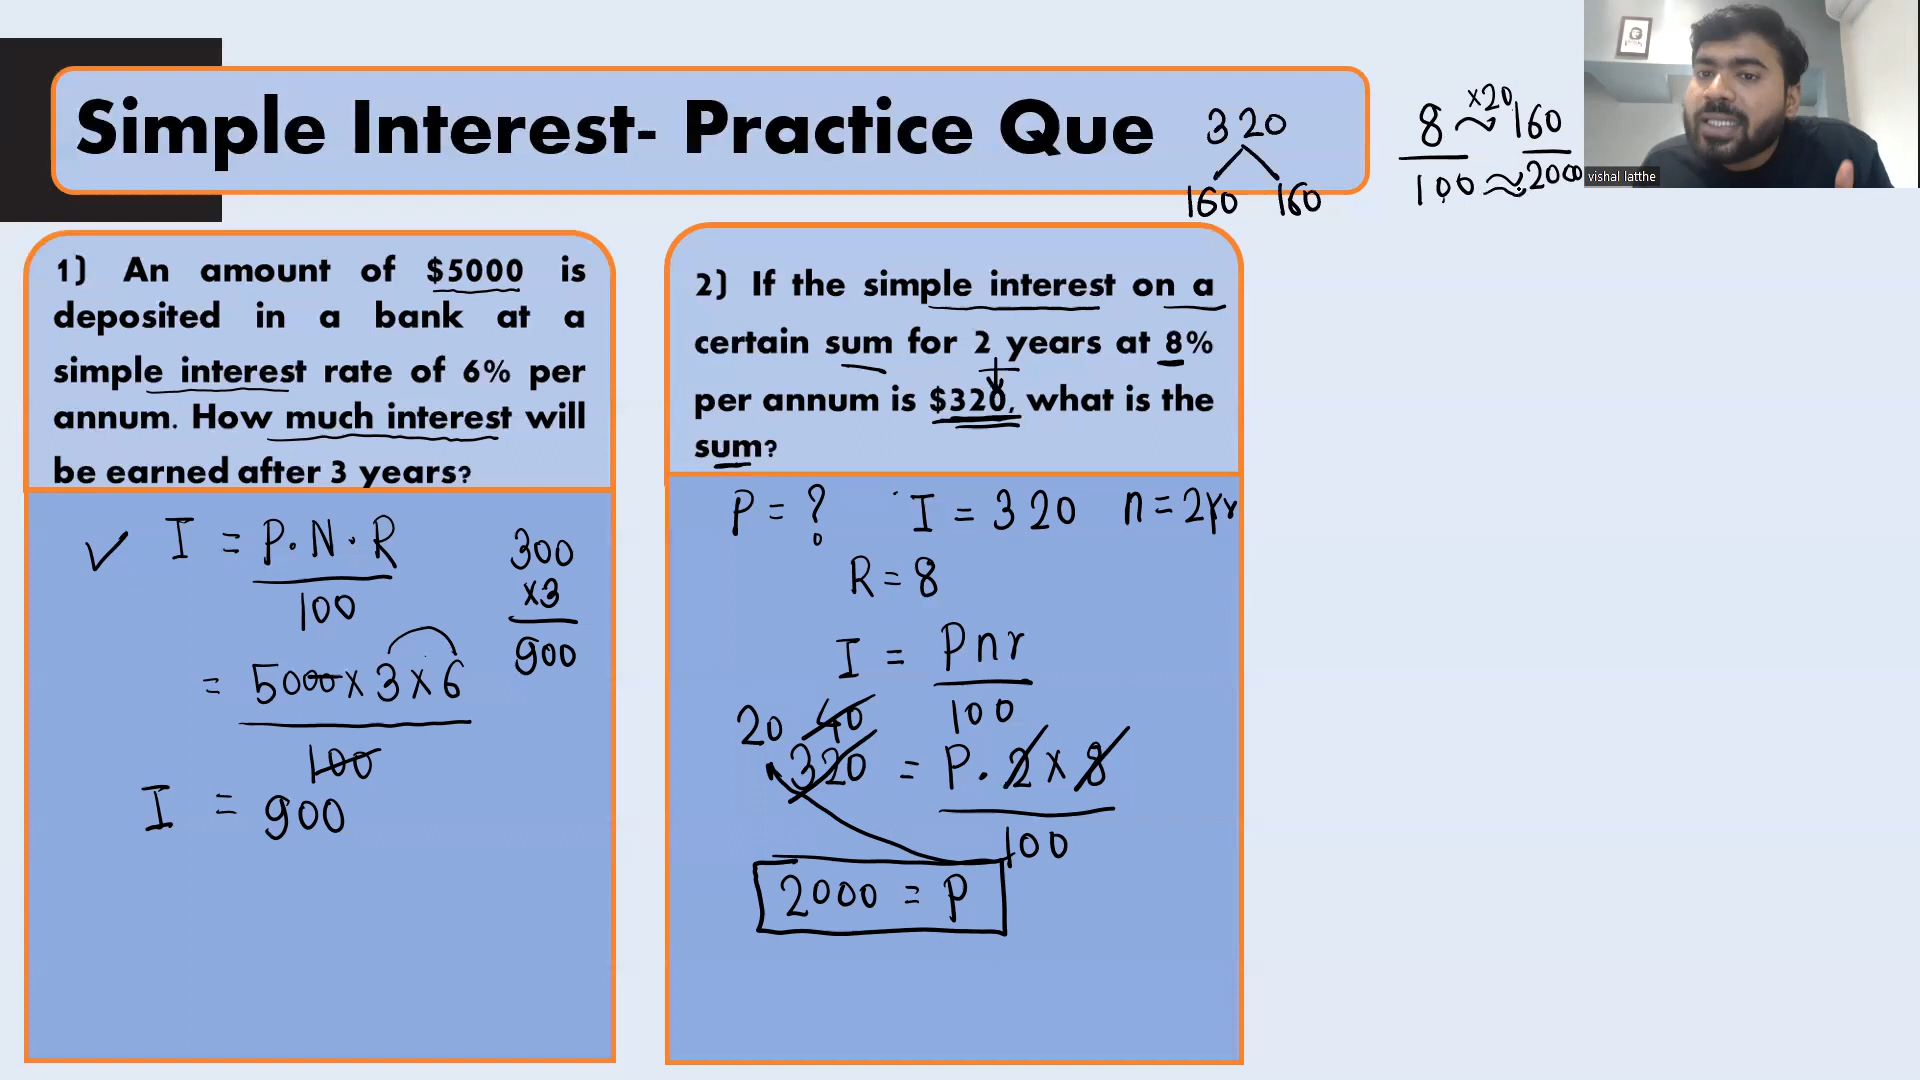 Simple Interest- Practice Que
320
160 160
8 ×20 160
100 2000
vishal latthe
1) An amount of $5000 is
deposited in a bank at a
simple interest rate of 6% per
annum. How much interest will
be earned after 3 years?
✓ I = P.N.R
100
300
×3
900
= 5000 × 3 × 6
100
I = 900
2) If the simple interest on a
certain sum for 2 years at 8%
per annum is $320, what is the
sum?
P = ? I = 320 n = 2yr
R = 8
I = Pnr
100
20 40
320 = P. 2 × 8
100
2000 = P